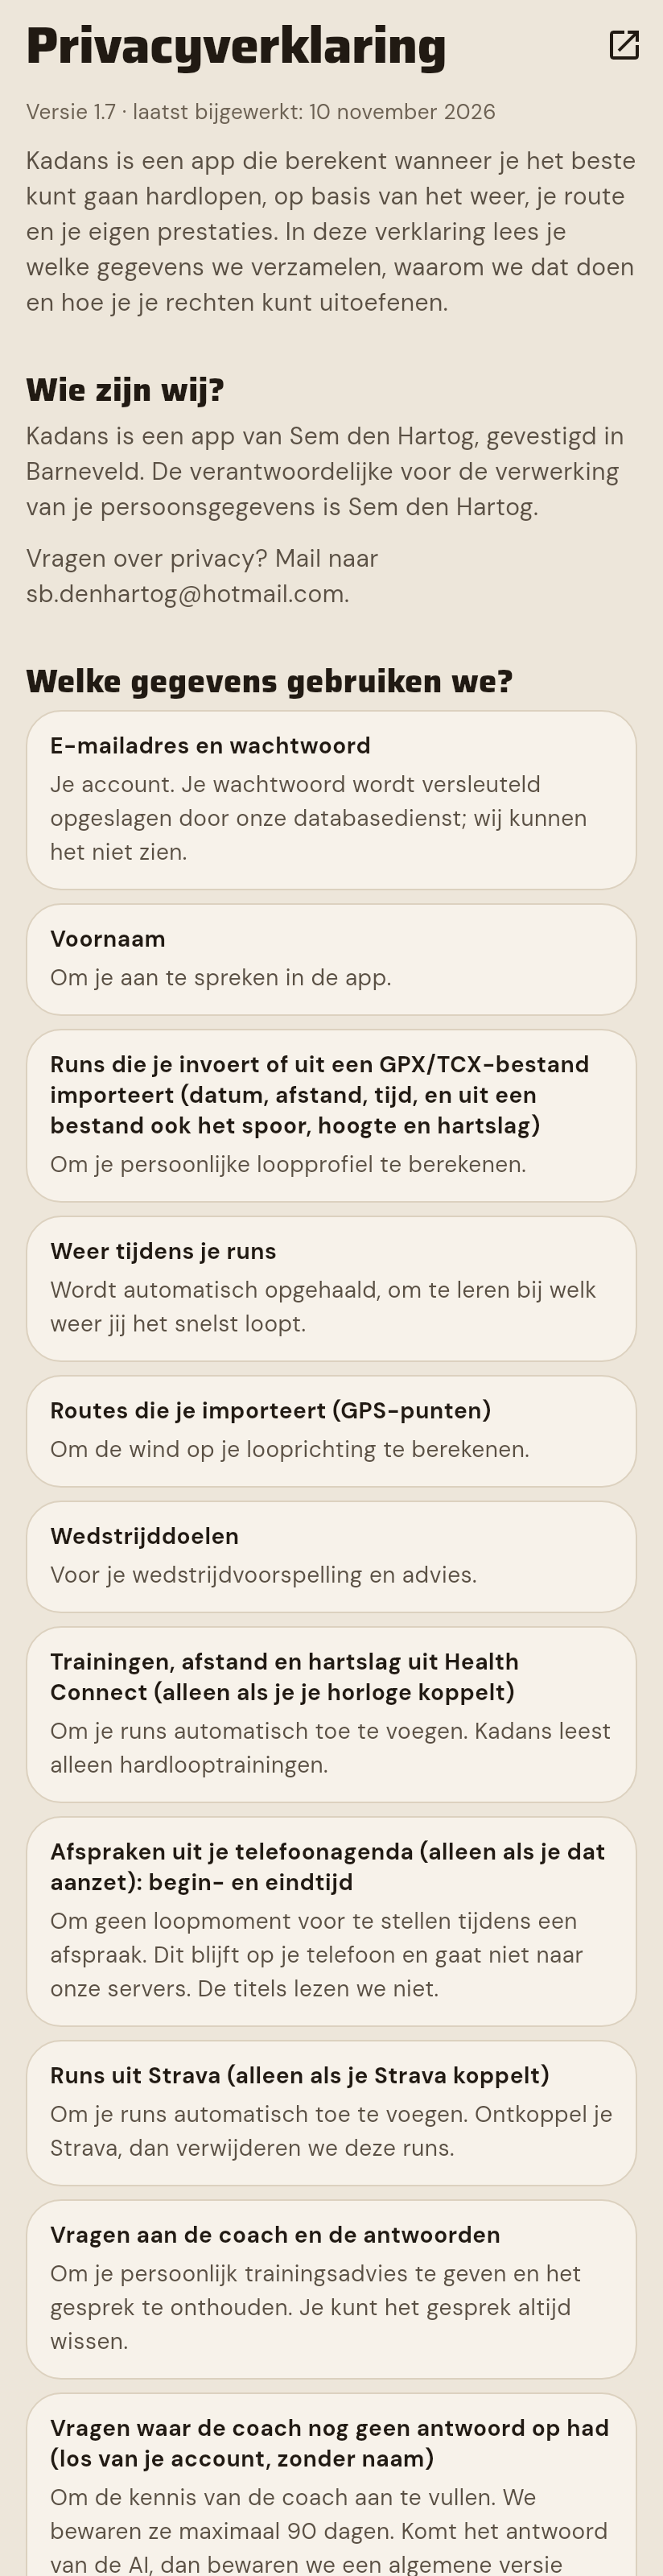 Privacyverklaring
Versie 1.7 · laatst bijgewerkt: 10 november 2026
Kadans is een app die berekent wanneer je het beste
kunt gaan hardlopen, op basis van het weer, je route
en je eigen prestaties. In deze verklaring lees je
welke gegevens we verzamelen, waarom we dat doen
en hoe je je rechten kunt uitoefenen.
Wie zijn wij?
Kadans is een app van Sem den Hartog, gevestigd in
Barneveld. De verantwoordelijke voor de verwerking
van je persoonsgegevens is Sem den Hartog.
Vragen over privacy? Mail naar
sb.denhartog@hotmail.com.
Welke gegevens gebruiken we?
E-mailadres en wachtwoord
Je account. Je wachtwoord wordt versleuteld
opgeslagen door onze databasedienst; wij kunnen
het niet zien.
Voornaam
Om je aan te spreken in de app.
Runs die je invoert of uit een GPX/TCX-bestand
importeert (datum, afstand, tijd, en uit een
bestand ook het spoor, hoogte en hartslag)
Om je persoonlijke loopprofiel te berekenen.
Weer tijdens je runs
Wordt automatisch opgehaald, om te leren bij welk
weer jij het snelst loopt.
Routes die je importeert (GPS-punten)
Om de wind op je looprichting te berekenen.
Wedstrijddoelen
Voor je wedstrijdvoorspelling en advies.
Trainingen, afstand en hartslag uit Health
Connect (alleen als je je horloge koppelt)
Om je runs automatisch toe te voegen. Kadans leest
alleen hardlooptrainingen.
Afspraken uit je telefoonagenda (alleen als je dat
aanzet): begin- en eindtijd
Om geen loopmoment voor te stellen tijdens een
afspraak. Dit blijft op je telefoon en gaat niet naar
onze servers. De titels lezen we niet.
Runs uit Strava (alleen als je Strava koppelt)
Om je runs automatisch toe te voegen. Ontkoppel je
Strava, dan verwijderen we deze runs.
Vragen aan de coach en de antwoorden
Om je persoonlijk trainingsadvies te geven en het
gesprek te onthouden. Je kunt het gesprek altijd
wissen.
Vragen waar de coach nog geen antwoord op had
(los van je account, zonder naam)
Om de kennis van de coach aan te vullen. We
bewaren ze maximaal 90 dagen. Komt het antwoord
van de AI, dan bewaren we een algemene versie